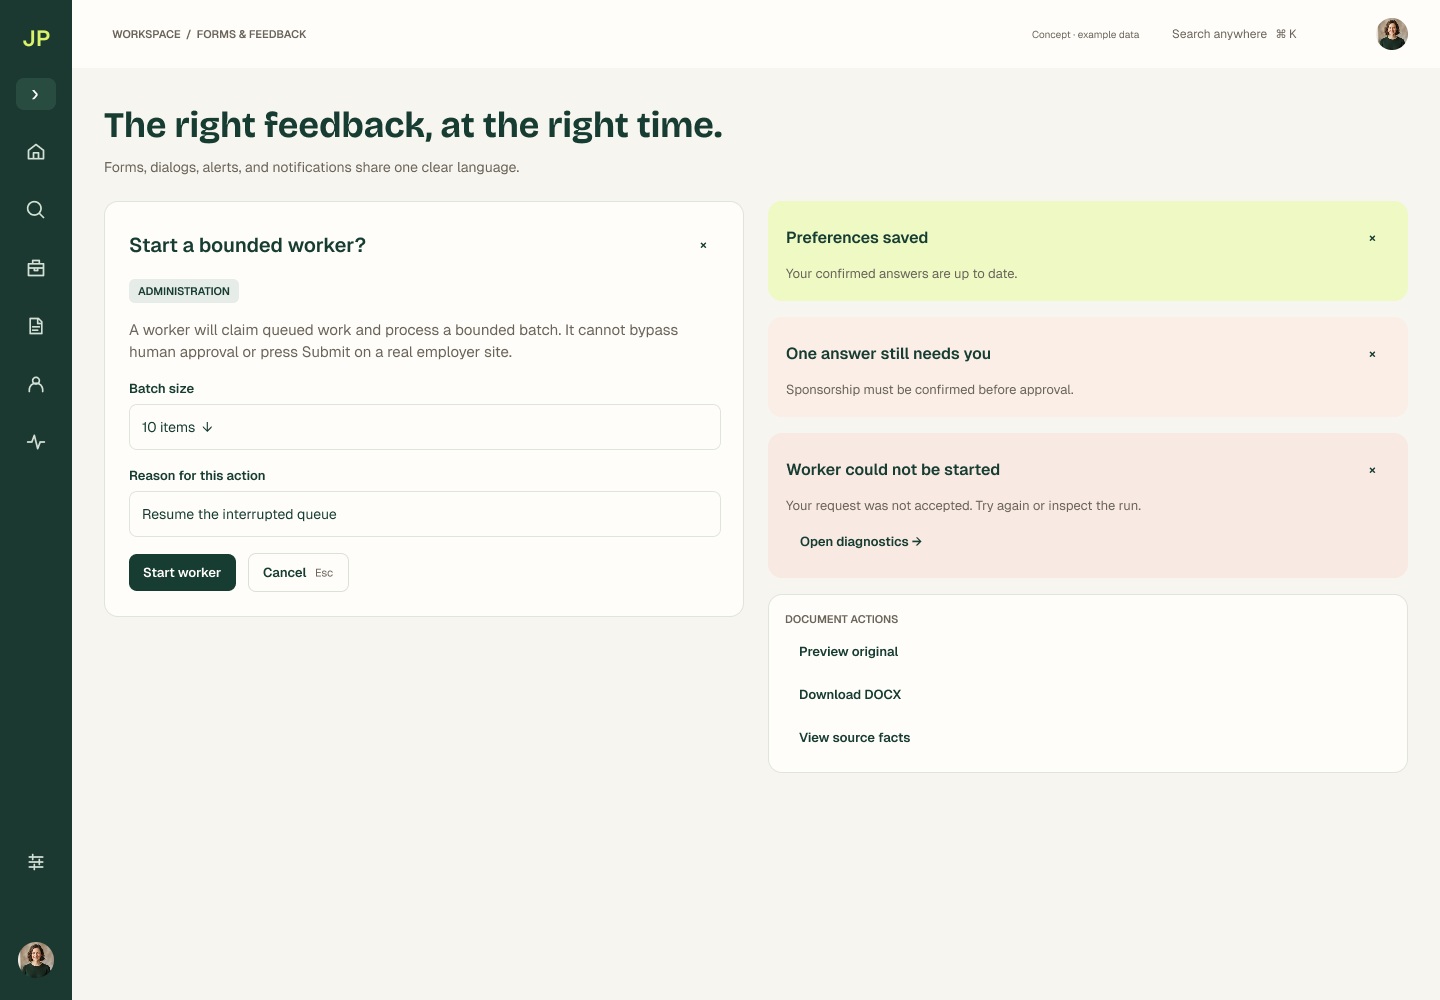 JP
WORKSPACE / FORMS & FEEDBACK
Concept · example data
Search anywhere ⌘ K
The right feedback, at the right time.
Forms, dialogs, alerts, and notifications share one clear language.
Start a bounded worker?
×
ADMINISTRATION
A worker will claim queued work and process a bounded batch. It cannot bypass
human approval or press Submit on a real employer site.
Batch size
10 items ↓
Reason for this action
Resume the interrupted queue
Start worker
Cancel Esc
Preferences saved
×
Your confirmed answers are up to date.
One answer still needs you
×
Sponsorship must be confirmed before approval.
Worker could not be started
×
Your request was not accepted. Try again or inspect the run.
Open diagnostics →
DOCUMENT ACTIONS
Preview original
Download DOCX
View source facts